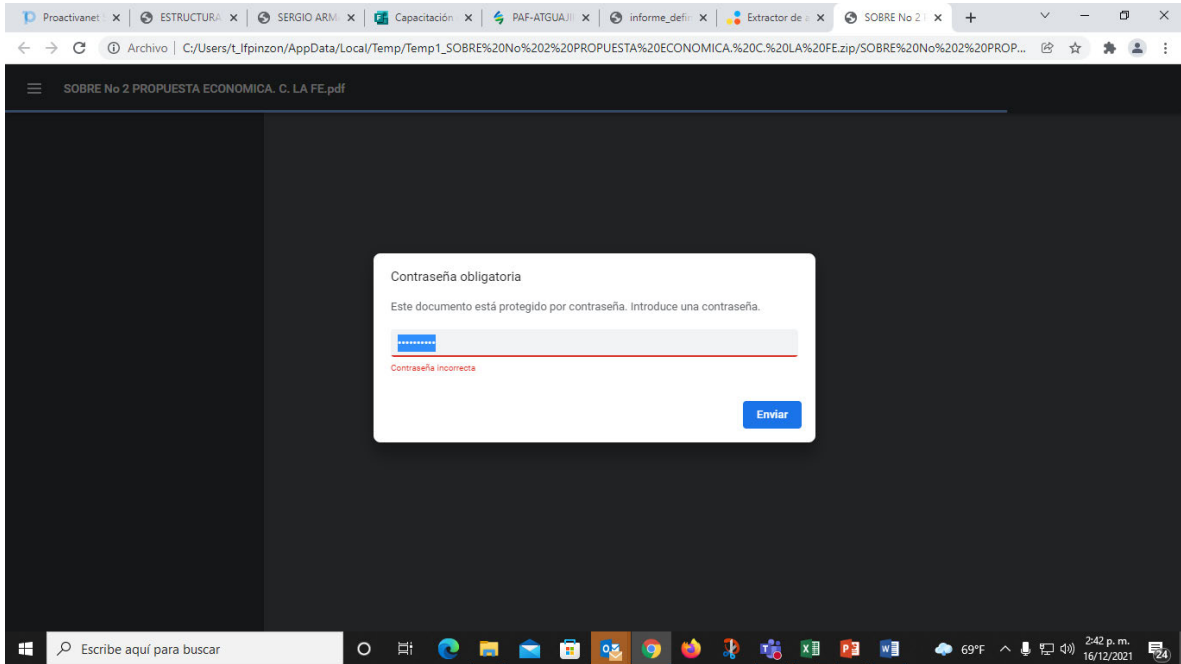 Proactivanet
ESTRUCTURA
SERGIO ARM
Capacitación
PAF-ATGUAJI
informe_defin
Extractor de
SOBRE No 2
Archivo | C:/Users/t_lfpinzon/AppData/Local/Temp/Temp1_SOBRE%20No%202%20PROPUESTA%20ECONOMICA.%20C.%20LA%20FE.zip/SOBRE%20No%202%20PROP...
SOBRE No 2 PROPUESTA ECONOMICA. C. LA FE.pdf
Contraseña obligatoria
Este documento está protegido por contraseña. Introduce una contraseña.
••••••••••
Contraseña incorrecta
Enviar
Escribe aquí para buscar
69°F
2:42 p. m.
16/12/2021
24